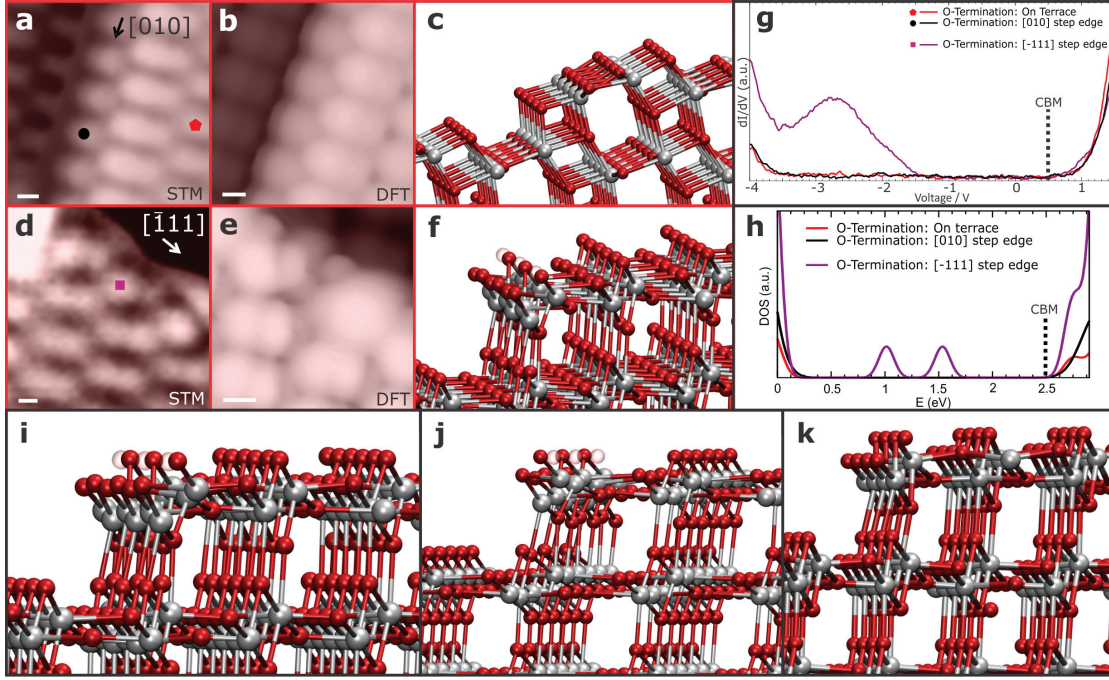 a
[010]
STM
b
DFT
c
g
O-Termination: On Terrace
O-Termination: [010] step edge
O-Termination: [-111] step edge
dI/dV (a.u.)
CBM
-4
-3
-2
-1
0
1
Voltage / V
d
[1̄11]
STM
e
DFT
f
h
O-Termination: On terrace
O-Termination: [010] step edge
O-Termination: [-111] step edge
DOS (a.u.)
CBM
0
0.5
1
1.5
2
2.5
E (eV)
i
j
k